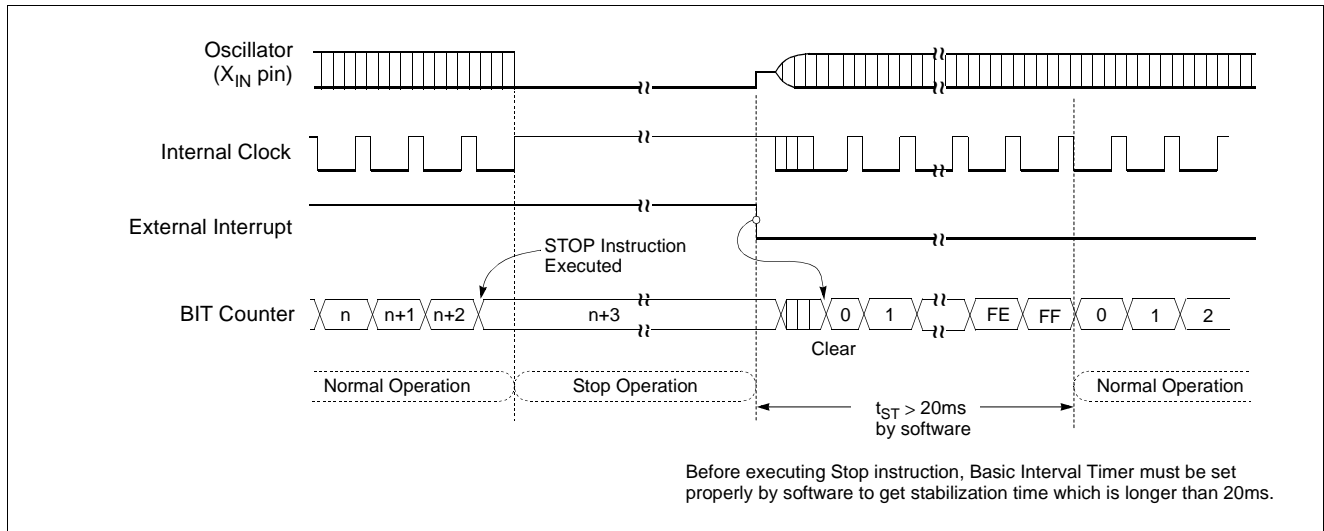 Oscillator
(XIN pin)
Internal Clock
External Interrupt
STOP Instruction
Executed
BIT Counter
n
n+1
n+2
n+3
0
1
FE
FF
0
1
2
Clear
Normal Operation
Stop Operation
Normal Operation
tST > 20ms
by software
Before executing Stop instruction, Basic Interval Timer must be set
properly by software to get stabilization time which is longer than 20ms.